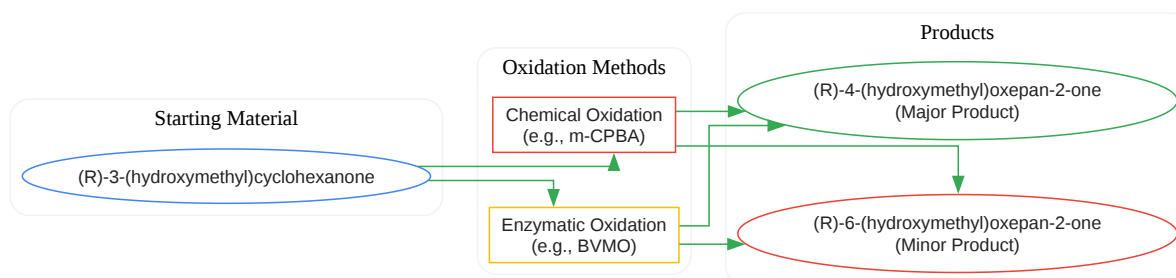 Starting Material
(R)-3-(hydroxymethyl)cyclohexanone
Oxidation Methods
Chemical Oxidation
(e.g., m-CPBA)
Enzymatic Oxidation
(e.g., BVMO)
Products
(R)-4-(hydroxymethyl)oxepan-2-one
(Major Product)
(R)-6-(hydroxymethyl)oxepan-2-one
(Minor Product)